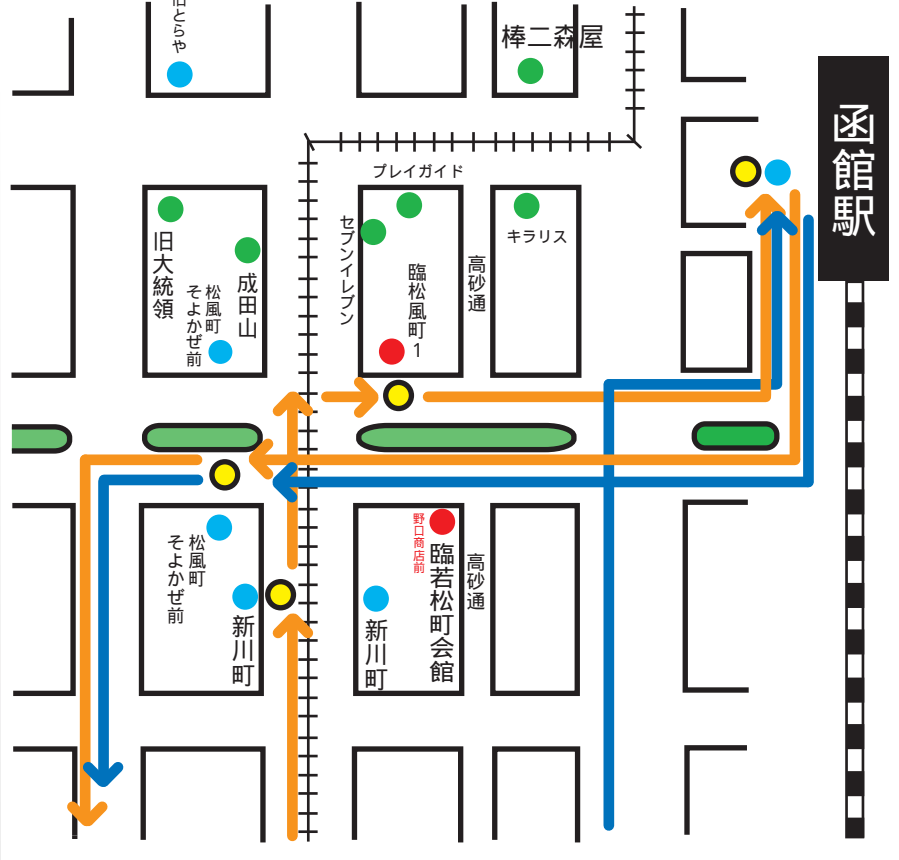 旧とらや
棒二森屋
函館駅
プレイガイド
セブンイレブン
キラリス
高砂通
旧大統領
成田山
松風町
そよかぜ前
臨松風町1
野口商店前
臨若松町会館
高砂通
松風町
そよかぜ前
新川町
新川町